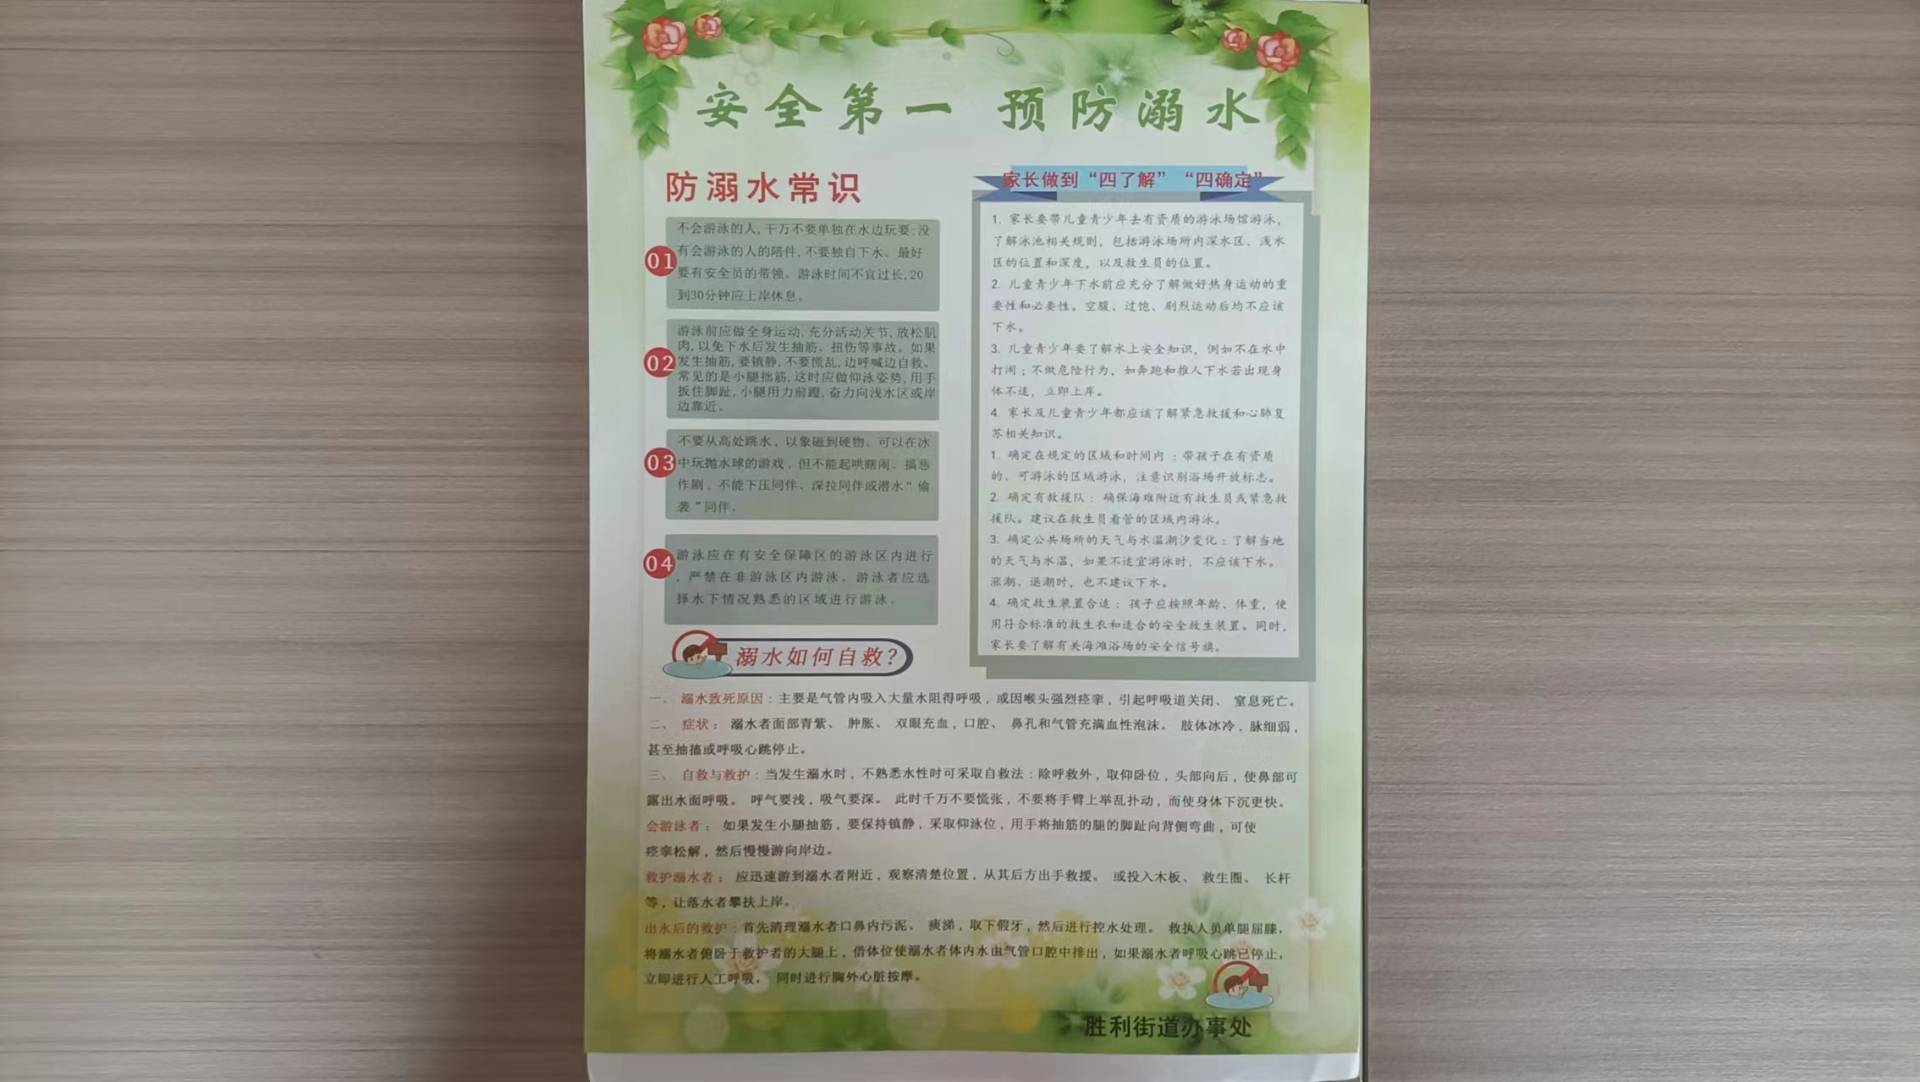 安全第一 预防溺水
防溺水常识
01
不会游泳的人,千万不要单独在水边玩耍;没
有会游泳的人的陪伴,不要独自下水。最好
要有安全员的带领。游泳时间不宜过长,20
到30分钟应上岸休息。
02
游泳前应做全身运动,充分活动关节,放松肌
肉,以免下水后发生抽筋、扭伤等事故。如果
发生抽筋,要镇静,不要慌乱,边呼喊边自救。
常见的是小腿抽筋,这时应做仰泳姿势,用手
扳住脚趾,小腿用力前蹬,奋力向浅水区或岸
边靠近。
03
不要从高处跳水，以象磁到硬物。可以在冰
中玩抛水球的游戏，但不能起哄瞎闹、搞恶
作剧，不能下压同伴、深拉同伴或潜水“偷
袭“同伴。
04
游泳应在有安全保障区的游泳区内进行
，严禁在非游泳区内游泳。游泳者应选
择水下情况熟悉的区域进行游泳。
家长做到“四了解”“四确定”
1. 家长要带儿童青少年去有资质的游泳场馆游泳，
了解泳池相关规则，包括游泳场所内深水区、浅水
区的位置和深度，以及救生员的位置。
2. 儿童青少年下水前应充分了解做好热身运动的重
要性和必要性。空腹、过饱、剧烈运动后均不应该
下水。
3. 儿童青少年要了解水上安全知识，例如不在水中
打闹；不做危险行为，如奔跑和推人下水若出现身
体不适，立即上岸。
4. 家长及儿童青少年都应该了解紧急救援和心肺复
苏相关知识。
1. 确定在规定的区域和时间内：带孩子在有资质
的、可游泳的区域游泳，注意识别浴场开放标志。
2. 确定有救援队：确保海难附近有救生员或紧急救
援队。建议在救生员看管的区域内游泳。
3. 确定公共场所的天气与水温潮汐变化：了解当地
的天气与水温，如果不适宜游泳时，不应该下水。
涨潮、退潮时，也不建议下水。
4. 确定救生装置合适：孩子应按照年龄、体重，使
用符合标准的救生衣和适合的安全救生装置。同时，
家长要了解有关海滩浴场的安全信号旗。
溺水如何自救？
一、溺水致死原因：主要是气管内吸入大量水阻得呼吸，或因喉头强烈痉挛，引起呼吸道关闭、窒息死亡。
二、症状：溺水者面部青紫、肿胀、双眼充血，口腔、鼻孔和气管充满血性泡沫。肢体冰冷，脉细弱，
甚至抽搐或呼吸心跳停止。
三、自救与救护：当发生溺水时，不熟悉水性时可采取自救法：除呼救外，取仰卧位，头部向后，使鼻部可
露出水面呼吸。呼气要浅，吸气要深。此时千万不要慌张，不要将手臂上举乱扑动，而使身体下沉更快。
会游泳者：如果发生小腿抽筋，要保持镇静，采取仰泳位，用手将抽筋的腿的脚趾向背侧弯曲，可使
痉挛松解，然后慢慢游向岸边。
救护溺水者：应迅速游到溺水者附近，观察清楚位置，从其后方出手救援。或投入木板、救生圈、长杆
等，让落水者攀扶上岸。
出水后的救护：首先清理溺水者口鼻内污泥、痰涕，取下假牙，然后进行控水处理。救执人员单腿屈膝，
将溺水者俯卧于救护者的大腿上，借体位使溺水者体内水由气管口腔中排出，如果溺水者呼吸心跳已停止，
立即进行人工呼吸，同时进行胸外心脏按摩。
胜利街道办事处